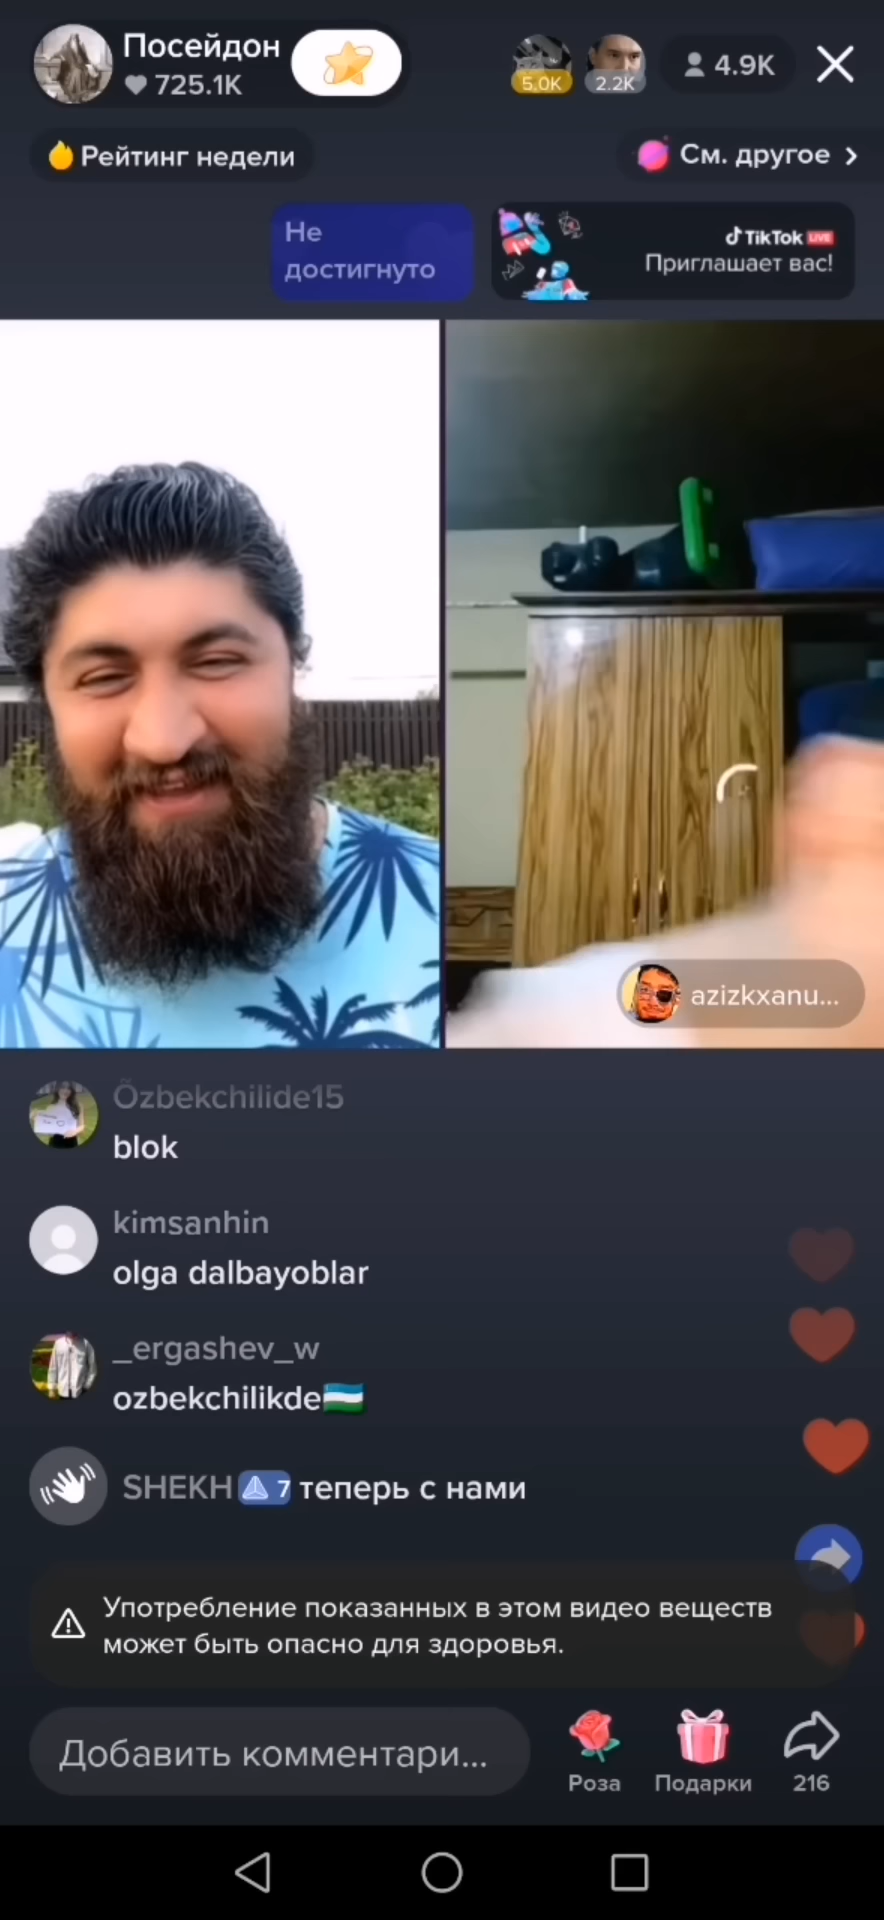 Посейдон
725.1K
5.0K
2.2K
4.9K
Рейтинг недели
См. другое
Не
достигнуто
TikTok LIVE
Приглашает вас!
azizkxanu...
Õzbekchilide15
blok
kimsanhin
olga dalbayoblar
_ergashev_w
ozbekchilikde🇺🇿
SHEKH 7 теперь с нами
Употребление показанных в этом видео веществ
может быть опасно для здоровья.
Добавить комментари...
Роза
Подарки
216